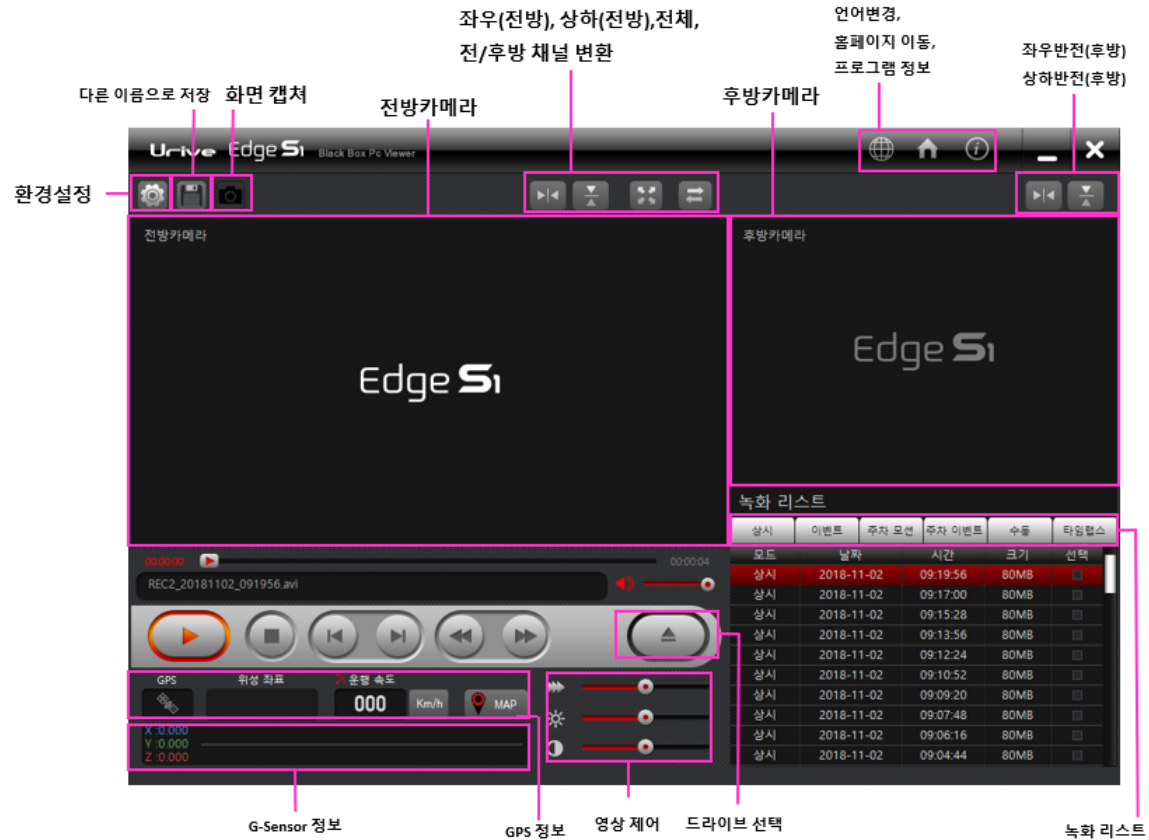 좌우(전방), 상하(전방),전체,
전/후방 채널 변환
언어변경,
홈페이지 이동,
프로그램 정보
좌우반전(후방)
상하반전(후방)
다른 이름으로 저장
화면 캡쳐
전방카메라
후방카메라
환경설정
Urive Edge S1 Black Box Pc Viewer
전방카메라
후방카메라
Edge S1
Edge S1
녹화 리스트
상시 이벤트 주차 모션 주차 이벤트 수동 타임랩스
모드 날짜 시간 크기 선택
상시 2018-11-02 09:19:56 80MB
상시 2018-11-02 09:17:00 80MB
상시 2018-11-02 09:15:28 80MB
상시 2018-11-02 09:13:56 80MB
상시 2018-11-02 09:12:24 80MB
상시 2018-11-02 09:10:52 80MB
상시 2018-11-02 09:09:20 80MB
상시 2018-11-02 09:07:48 80MB
상시 2018-11-02 09:06:16 80MB
상시 2018-11-02 09:04:44 80MB
00:00:00 00:00:04
REC2_20181102_091956.avi
GPS 위성 좌표 운행 속도
000 Km/h MAP
X :0.000
Y :0.000
Z :0.000
G-Sensor 정보
GPS 정보
영상 제어
드라이브 선택
녹화 리스트